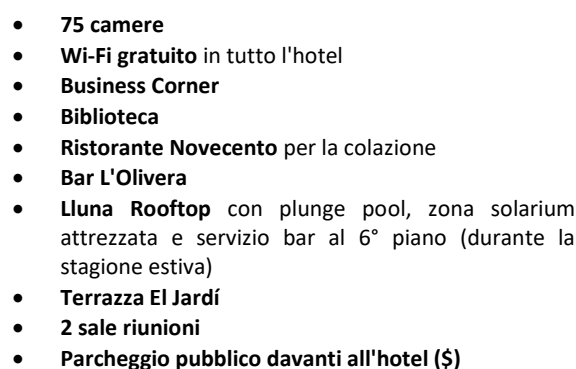 • 75 camere
• Wi-Fi gratuito in tutto l'hotel
• Business Corner
• Biblioteca
• Ristorante Novecento per la colazione
• Bar L'Olivera
• Lluna Rooftop con plunge pool, zona solarium
attrezzata e servizio bar al 6° piano (durante la
stagione estiva)
• Terrazza El Jardí
• 2 sale riunioni
• Parcheggio pubblico davanti all'hotel ($)